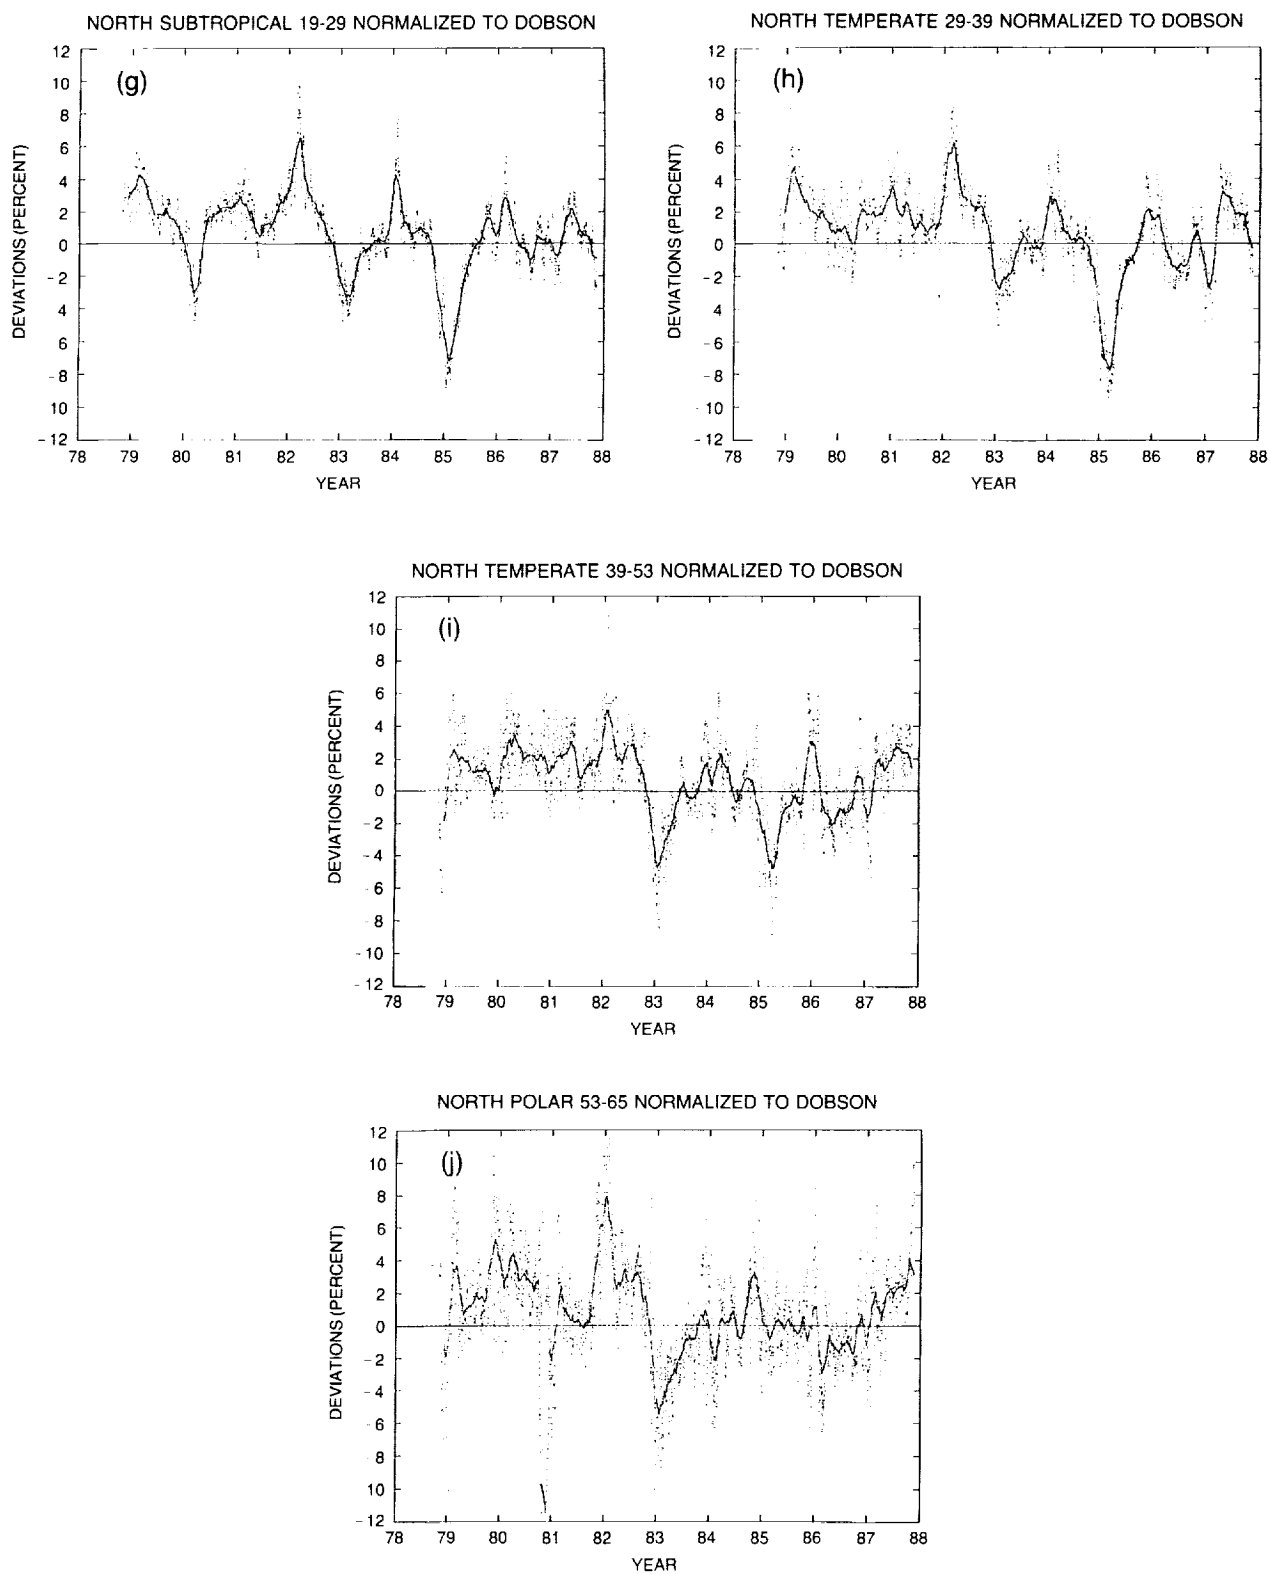 NORTH SUBTROPICAL 19-29 NORMALIZED TO DOBSON
(g)
12
10
8
6
4
2
0
- 2
4
6
- 8
10
- 12
DEVIATIONS (PERCENT)
78 79 80 81 82 83 84 85 86 87 88
YEAR
NORTH TEMPERATE 29-39 NORMALIZED TO DOBSON
(h)
12
10
8
6
4
2
0
- 2
- 4
- 6
- 8
- 10
- 12
DEVIATIONS (PERCENT)
78 79 80 81 82 83 84 85 86 87 88
YEAR
NORTH TEMPERATE 39-53 NORMALIZED TO DOBSON
(i)
12
10
8
6
4
2
0
- 2
- 4
- 6
8
- 10
- 12
DEVIATIONS (PERCENT)
78 79 80 81 82 83 84 85 86 87 88
YEAR
NORTH POLAR 53-65 NORMALIZED TO DOBSON
(j)
12
10
8
6
4
2
0
- 2
- 4
- 6
8
10
- 12
DEVIATIONS (PERCENT)
78 79 80 81 82 83 84 85 86 87 88
YEAR